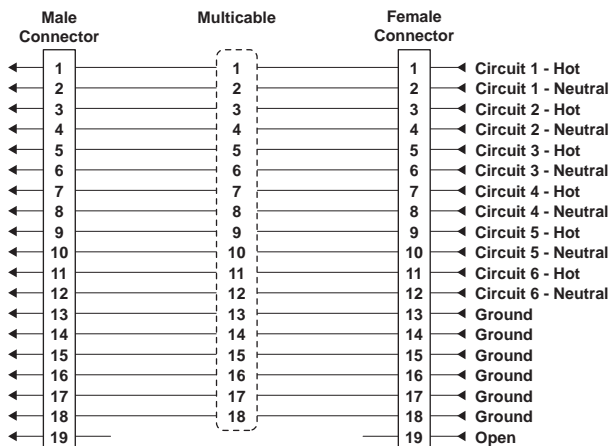 Male Connector Multicable Female Connector
1 1 1 Circuit 1 - Hot
2 2 2 Circuit 1 - Neutral
3 3 3 Circuit 2 - Hot
4 4 4 Circuit 2 - Neutral
5 5 5 Circuit 3 - Hot
6 6 6 Circuit 3 - Neutral
7 7 7 Circuit 4 - Hot
8 8 8 Circuit 4 - Neutral
9 9 9 Circuit 5 - Hot
10 10 10 Circuit 5 - Neutral
11 11 11 Circuit 6 - Hot
12 12 12 Circuit 6 - Neutral
13 13 13 Ground
14 14 14 Ground
15 15 15 Ground
16 16 16 Ground
17 17 17 Ground
18 18 18 Ground
19 19 Open